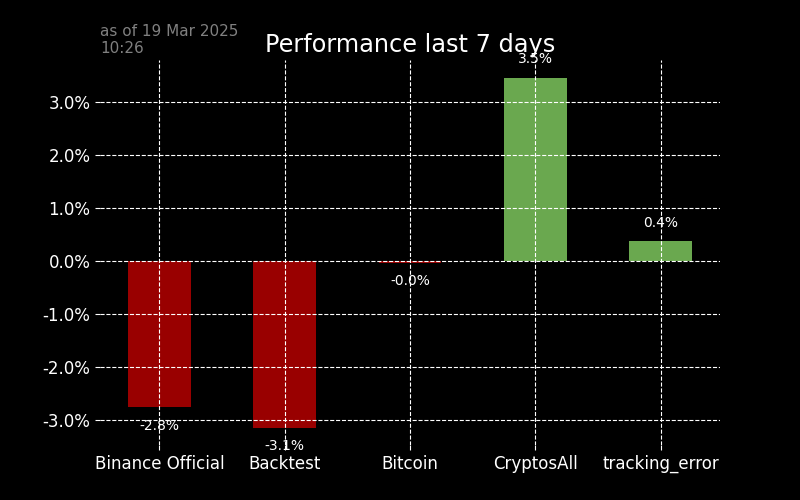 as of 19 Mar 2025
10:26
Performance last 7 days
3.5%
3.0%
2.0%
1.0%
0.4%
0.0%
-0.0%
-1.0%
-2.0%
-3.0%
-2.8%
-3.1%
Binance Official
Backtest
Bitcoin
CryptosAll
tracking_error